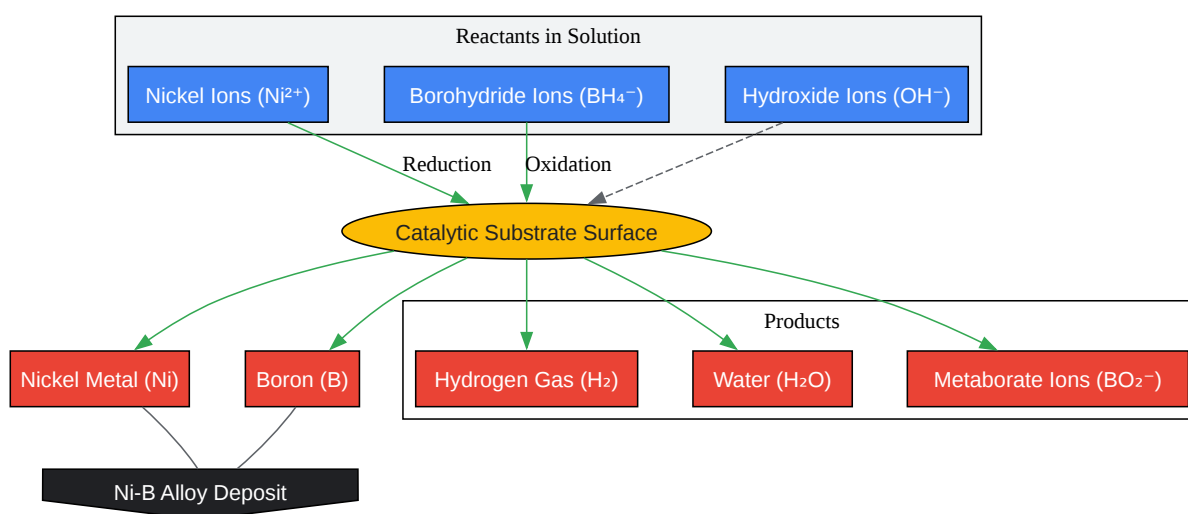 Reactants in Solution
Nickel Ions (Ni²⁺)
Borohydride Ions (BH₄⁻)
Hydroxide Ions (OH⁻)
Reduction
Oxidation
Catalytic Substrate Surface
Products
Nickel Metal (Ni)
Boron (B)
Hydrogen Gas (H₂)
Water (H₂O)
Metaborate Ions (BO₂⁻)
Ni-B Alloy Deposit